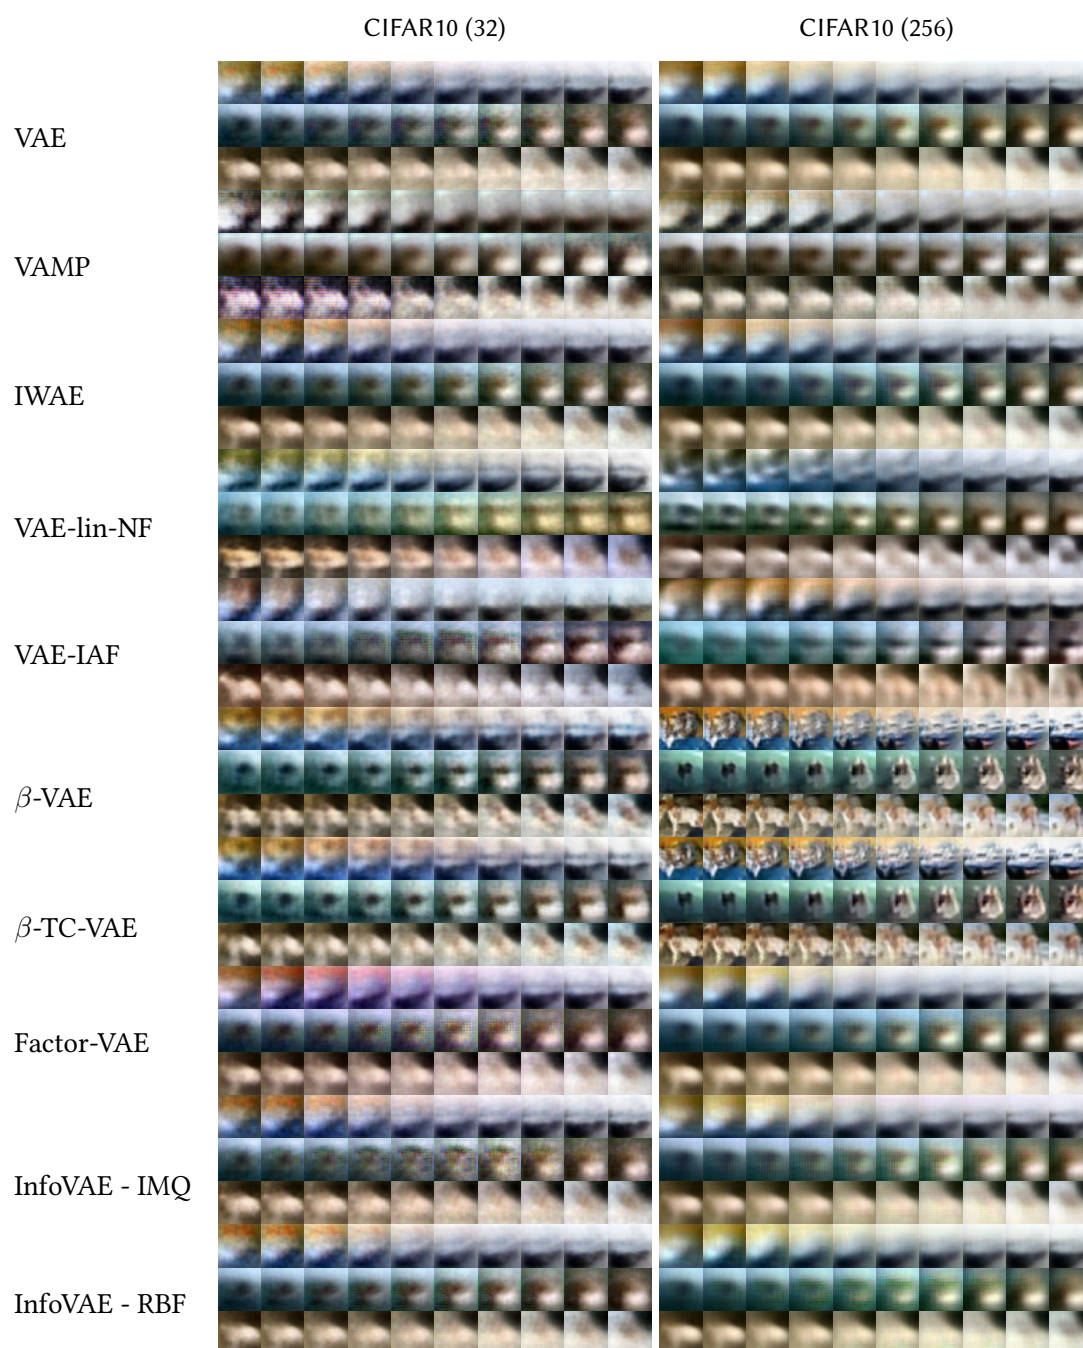 CIFAR10 (32) CIFAR10 (256)
VAE
VAMP
IWAE
VAE-lin-NF
VAE-IAF
β-VAE
β-TC-VAE
Factor-VAE
InfoVAE - IMQ
InfoVAE - RBF